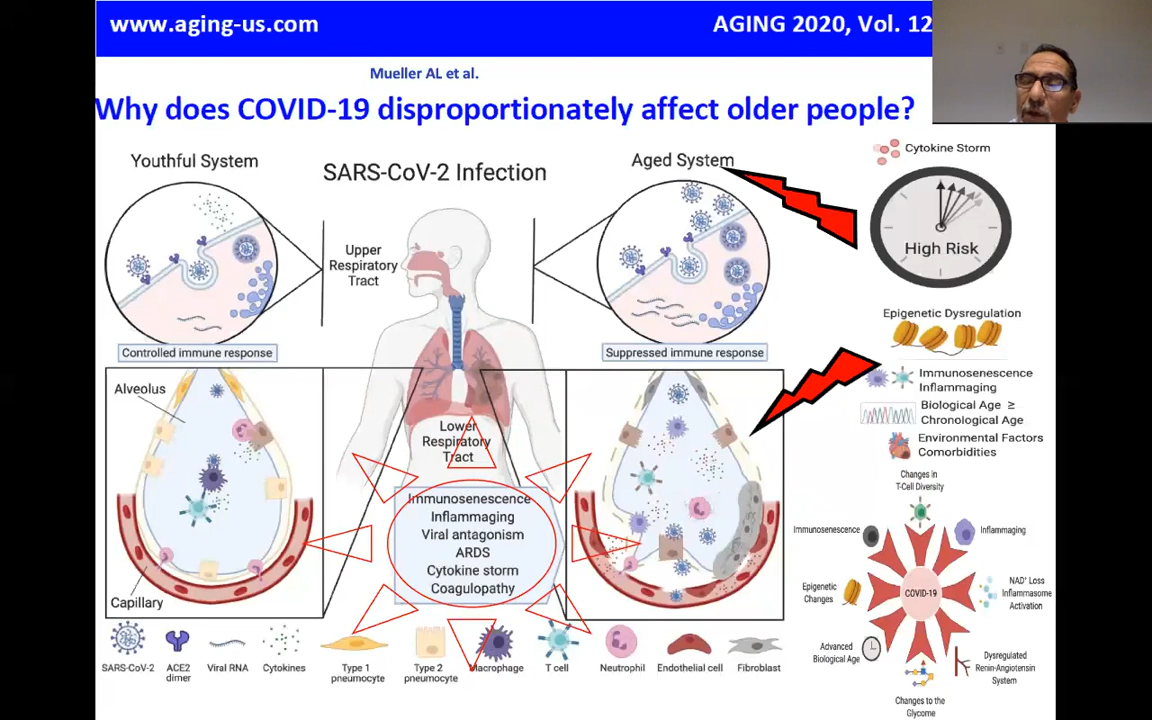 www.aging-us.com
AGING 2020, Vol. 12
Mueller AL et al.
Why does COVID-19 disproportionately affect older people?
Youthful System
SARS-CoV-2 Infection
Aged System
Cytokine Storm
High Risk
Upper
Respiratory
Tract
Controlled immune response
Suppressed immune response
Epigenetic Dysregulation
Immunosenescence
Inflammaging
Biological Age ≥
Chronological Age
Environmental Factors
Comorbidities
Alveolus
Capillary
Lower
Respiratory
Tract
Immunosenescence
Inflammaging
Viral antagonism
ARDS
Cytokine storm
Coagulopathy
Changes in
T-Cell Diversity
Immunosenescence
Inflammaging
Epigenetic
Changes
COVID-19
NAD⁺ Loss
Inflammasome
Activation
Advanced
Biological Age
Dysregulated
Renin-Angiotensin
System
Changes to the
Glycome
SARS-CoV-2
ACE2
dimer
Viral RNA
Cytokines
Type 1
pneumocyte
Type 2
pneumocyte
Macrophage
T cell
Neutrophil
Endothelial cell
Fibroblast